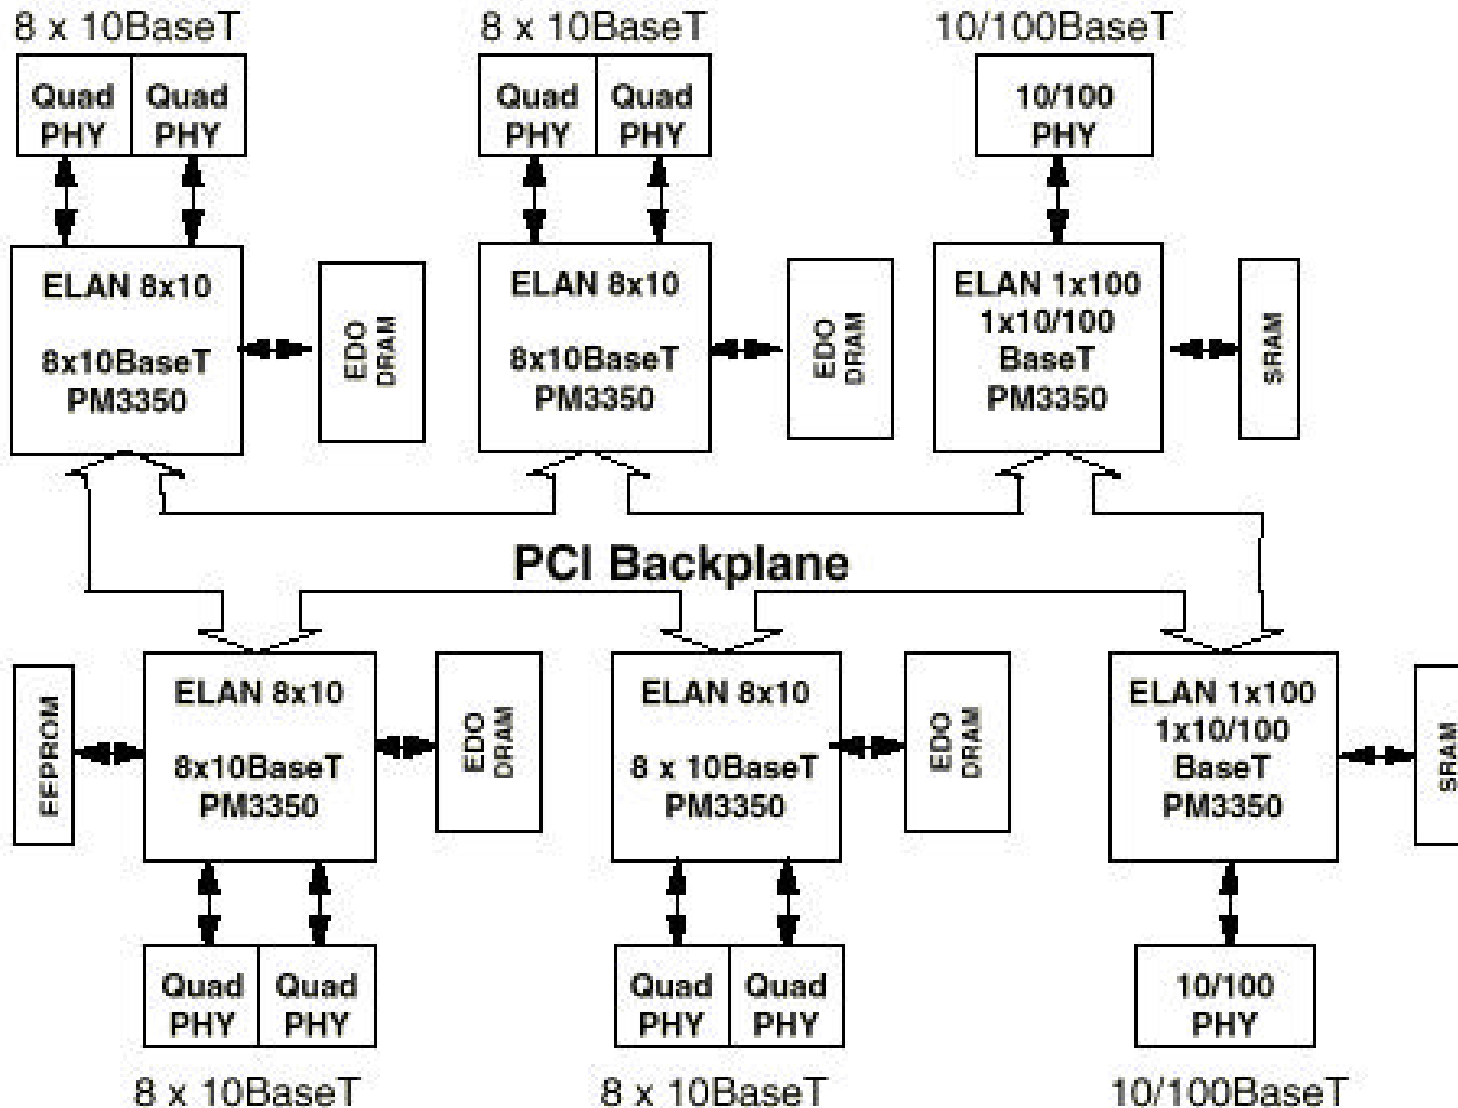 8 x 10BaseT
8 x 10BaseT
10/100BaseT
Quad
PHY
Quad
PHY
Quad
PHY
Quad
PHY
10/100
PHY
ELAN 8x10
8x10BaseT
PM3350
EDO
DRAM
ELAN 8x10
8x10BaseT
PM3350
EDO
DRAM
ELAN 1x100
1x10/100
BaseT
PM3350
SRAM
PCI Backplane
EEPROM
ELAN 8x10
8x10BaseT
PM3350
EDO
DRAM
ELAN 8x10
8 x 10BaseT
PM3350
EDO
DRAM
ELAN 1x100
1x10/100
BaseT
PM3350
SRAM
Quad
PHY
Quad
PHY
Quad
PHY
Quad
PHY
10/100
PHY
8 x 10BaseT
8 x 10BaseT
10/100BaseT